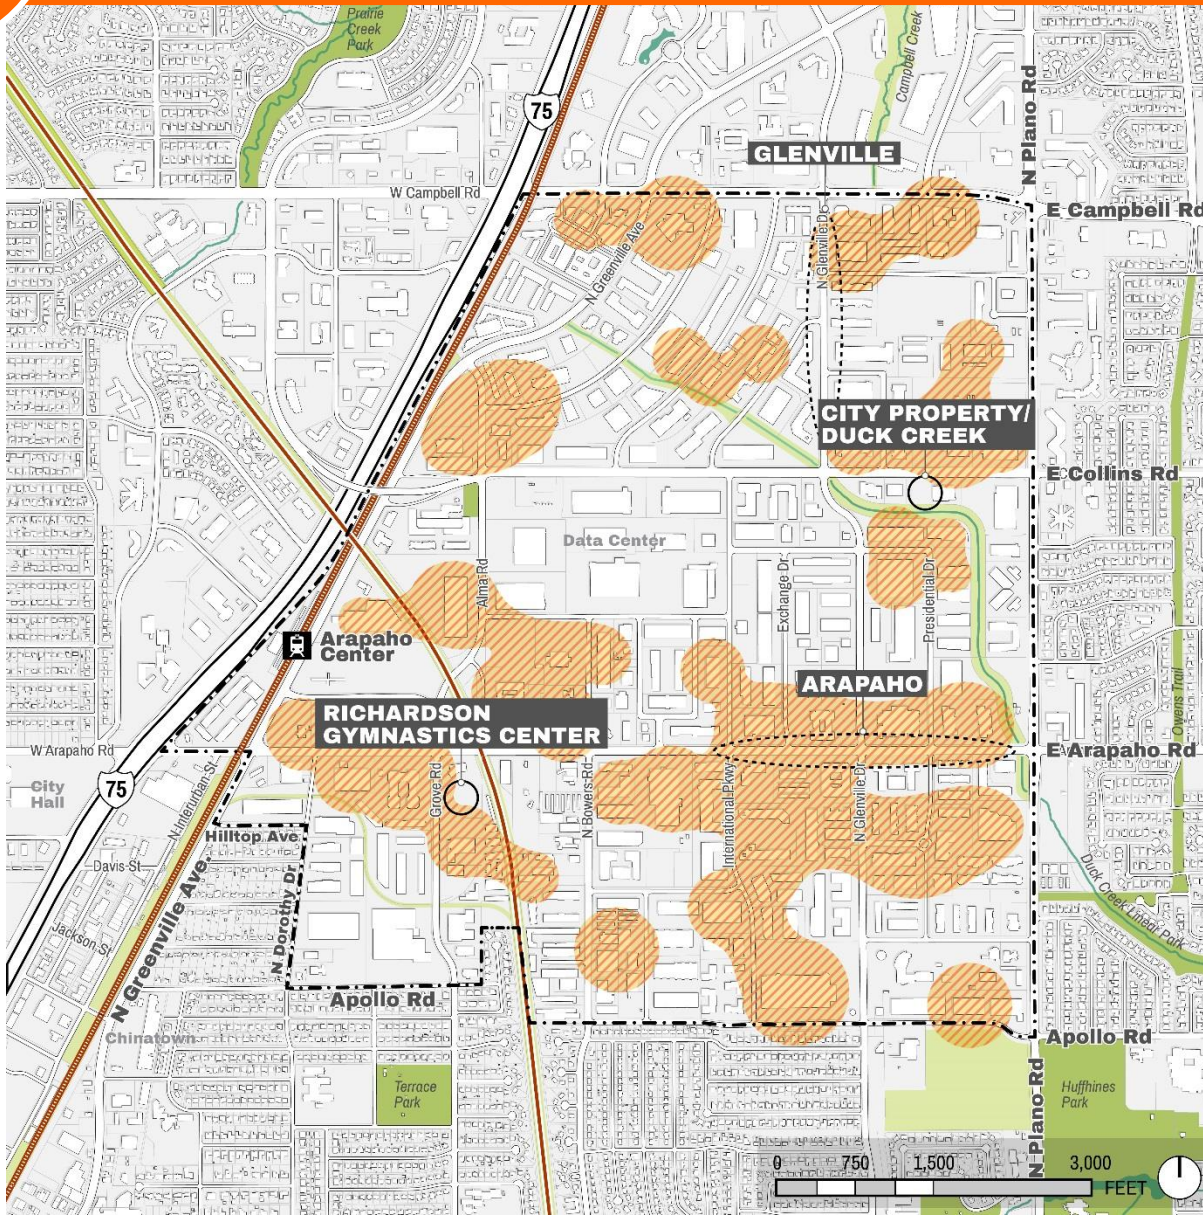 Prairie
Creek
Park
75
Campbell Creek
N Plano Rd
GLENVILLE
W Campbell Rd
E Campbell Rd
N Glenville Dr
N Greenville Ave
CITY PROPERTY/
DUCK CREEK
E Collins Rd
Data Center
Alma Rd
Exchange Dr
Presidential Dr
Arapaho
Center
ARAPAHO
Owens Trail
RICHARDSON
GYMNASTICS CENTER
W Arapaho Rd
E Arapaho Rd
City
Hall
75
N Interurban St
Grove Rd
N Bowers Rd
International Pkwy
N Glenville Dr
Hilltop Ave
Davis St
N Dorothy Dr
Duck Creek Linear Park
Jackson St
N Greenville Ave.
Apollo Rd
Chinatown
Apollo Rd
Terrace
Park
Huffhines
Park
N Plano Rd
0 750 1,500 3,000
FEET